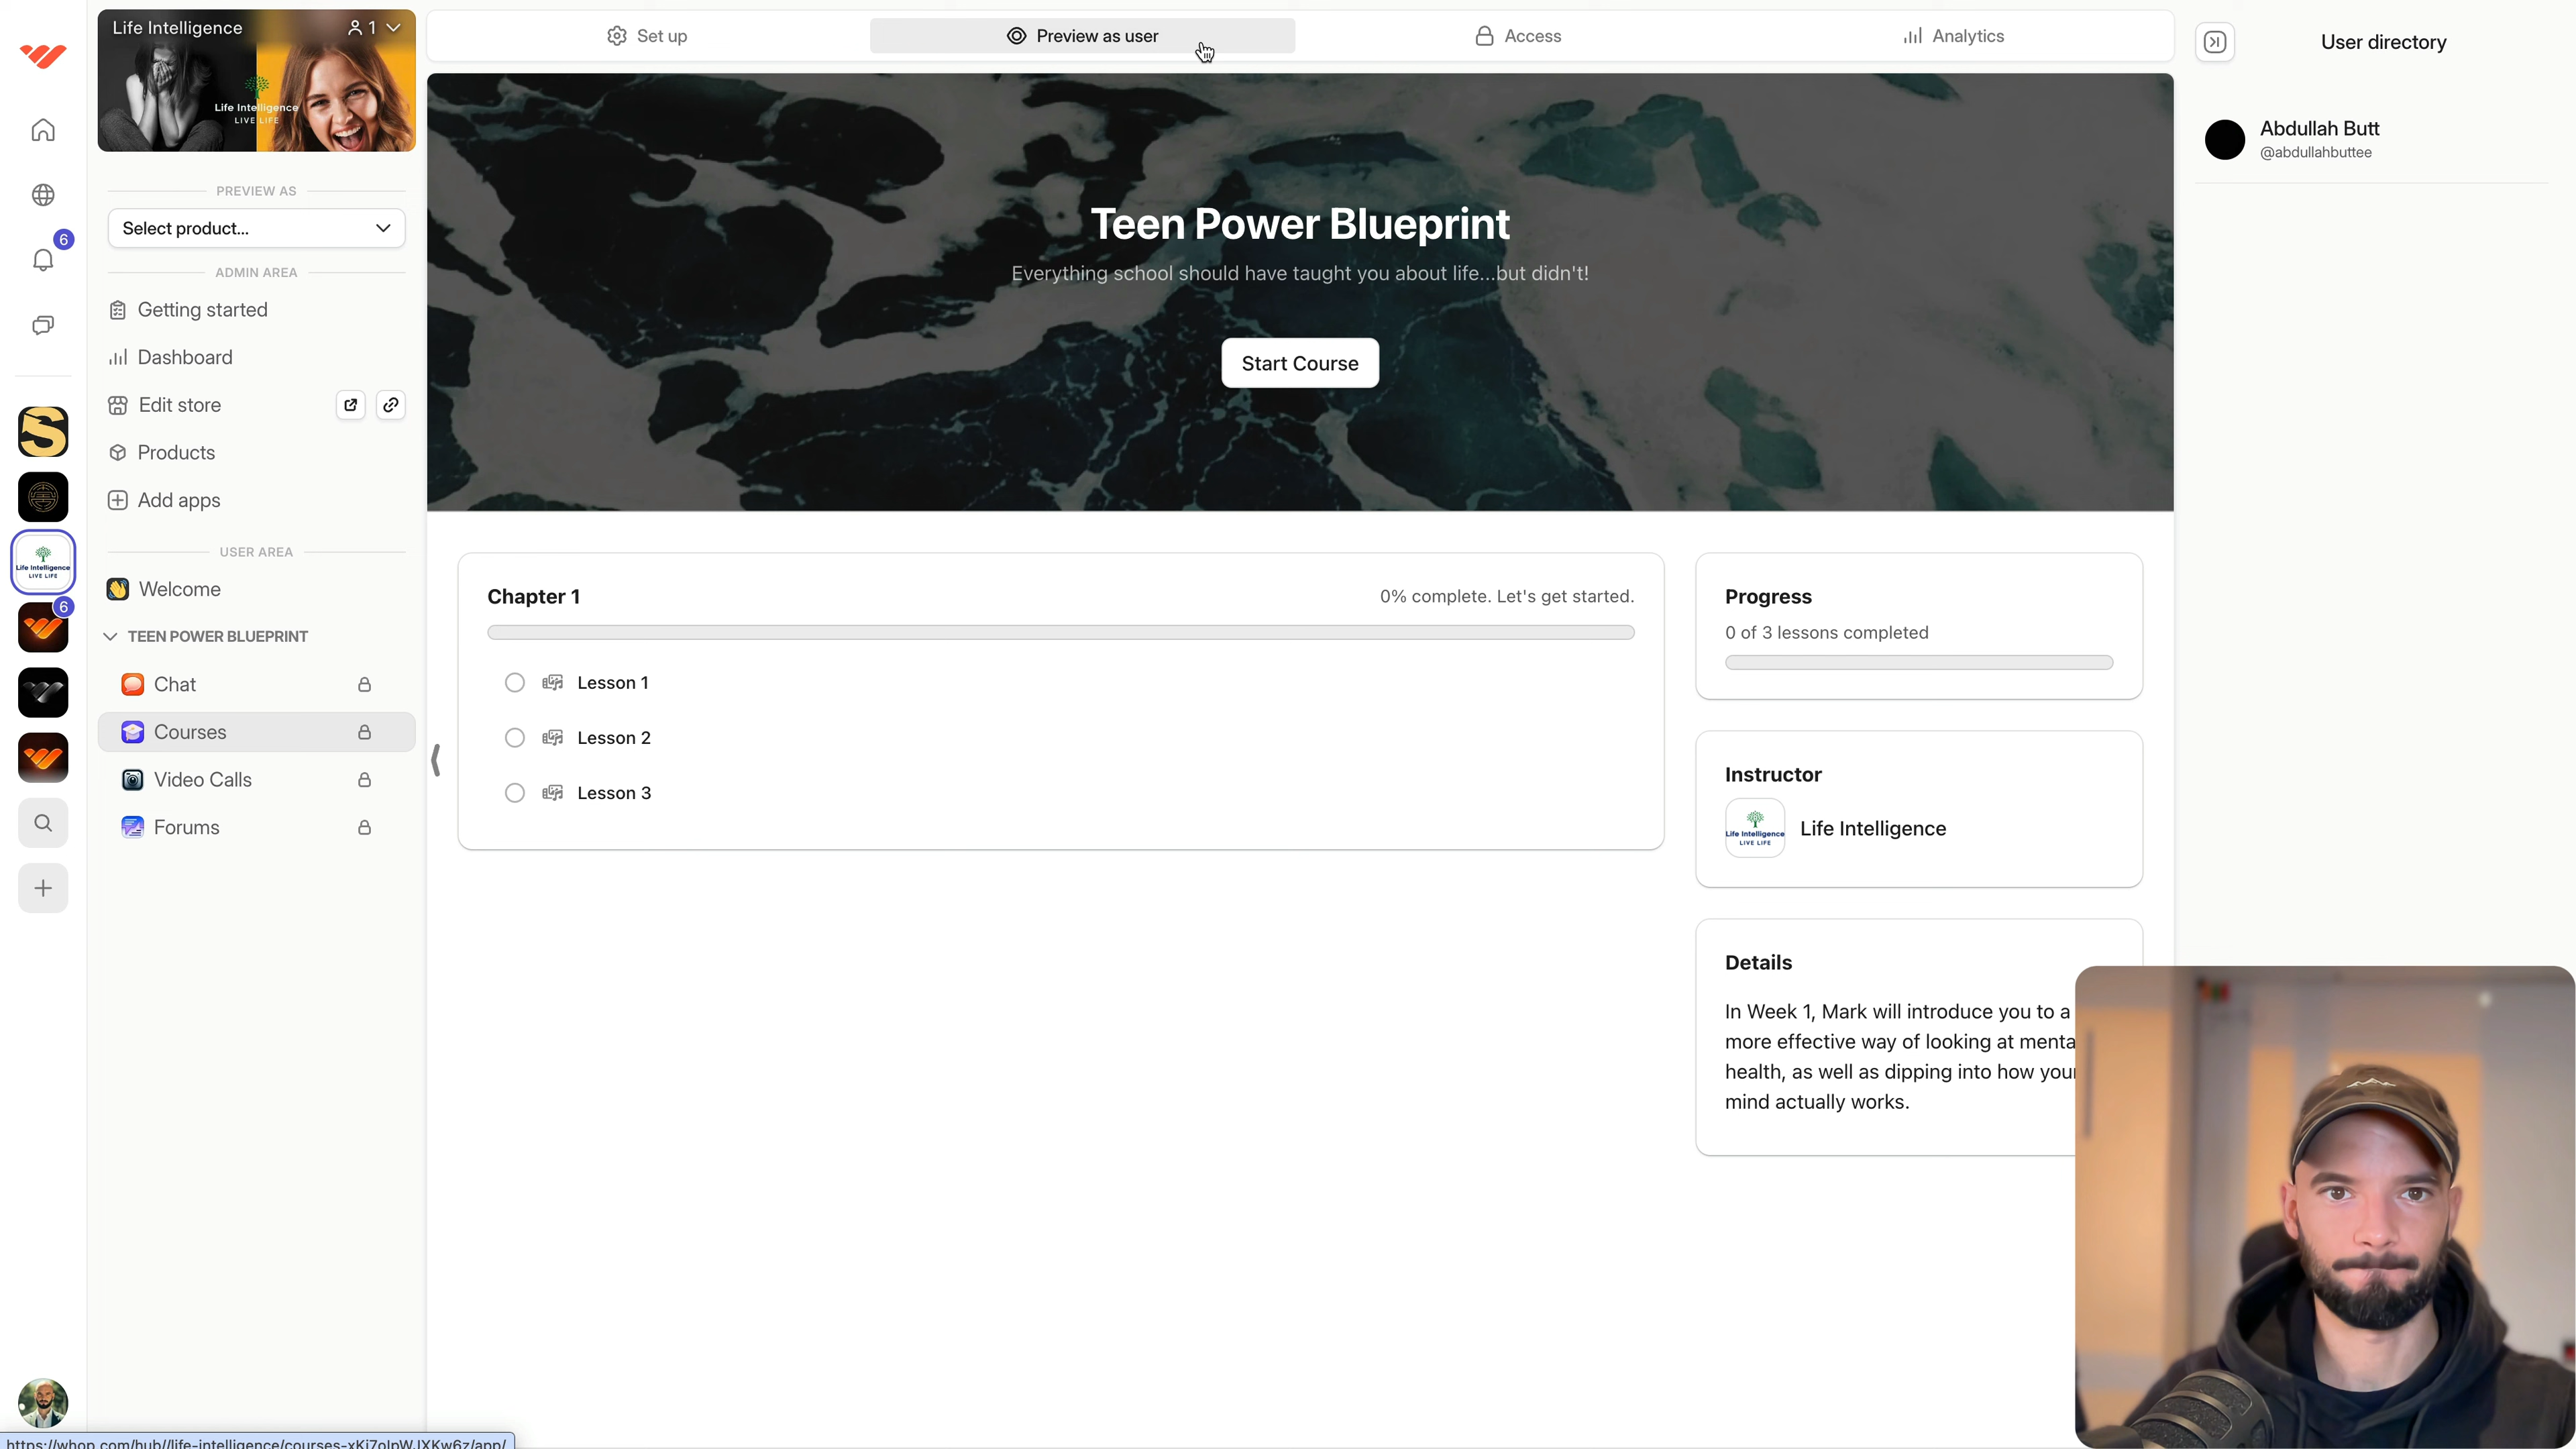 Life Intelligence
1
Life Intelligence
LIVE LIFE
PREVIEW AS
Select product...
ADMIN AREA
Getting started
Dashboard
Edit store
Products
Add apps
USER AREA
Welcome
TEEN POWER BLUEPRINT
Chat
Courses
Video Calls
Forums
6
S
Life Intelligence
LIVE LIFE
6
Set up
Preview as user
Access
Analytics
Teen Power Blueprint
Everything school should have taught you about life...but didn't!
Start Course
Chapter 1
0% complete. Let's get started.
Lesson 1
Lesson 2
Lesson 3
Progress
0 of 3 lessons completed
Instructor
Life Intelligence
LIVE LIFE
Life Intelligence
Details
In Week 1, Mark will introduce you to a
more effective way of looking at menta
health, as well as dipping into how your
mind actually works.
User directory
Abdullah Butt
@abdullahbuttee